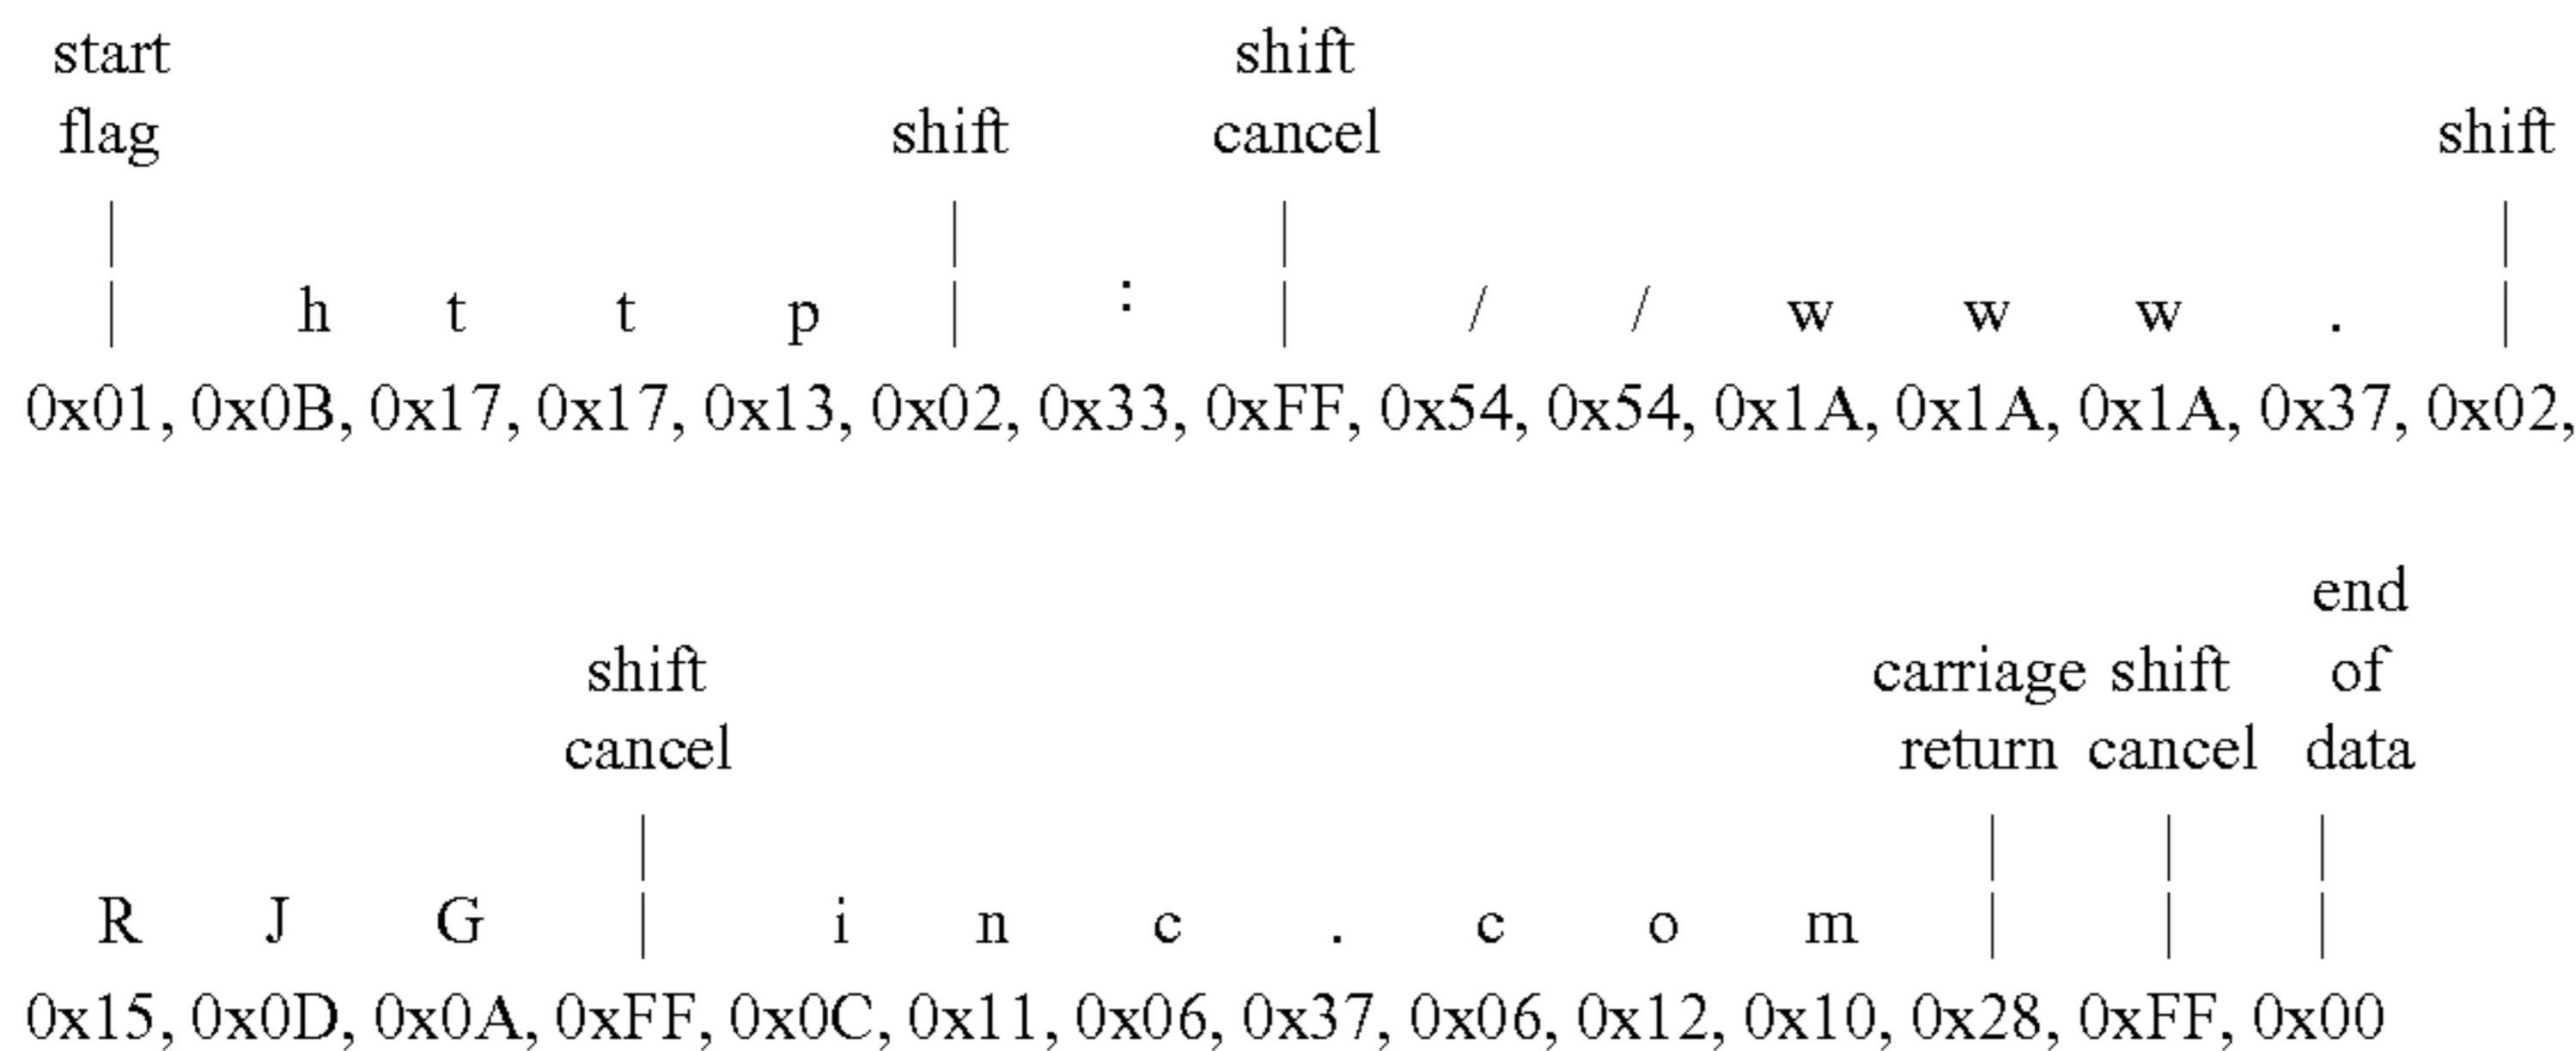 start shift
flag shift cancel shift
h t t p : / / w w w .
0x01, 0x0B, 0x17, 0x17, 0x13, 0x02, 0x33, 0xFF, 0x54, 0x54, 0x1A, 0x1A, 0x1A, 0x37, 0x02,
end
shift carriage shift of
cancel return cancel data
R J G i n c . c o m
0x15, 0x0D, 0x0A, 0xFF, 0x0C, 0x11, 0x06, 0x37, 0x06, 0x12, 0x10, 0x28, 0xFF, 0x00